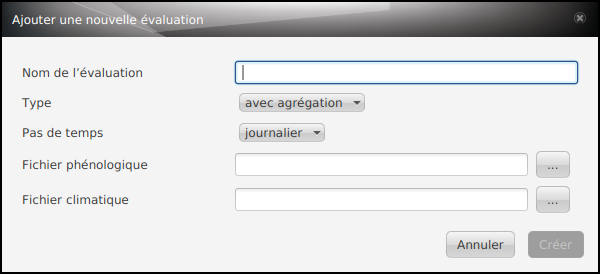 Ajouter une nouvelle évaluation
Nom de l'évaluation
Type avec agrégation
Pas de temps journalier
Fichier phénologique ...
Fichier climatique ...
Annuler Créer